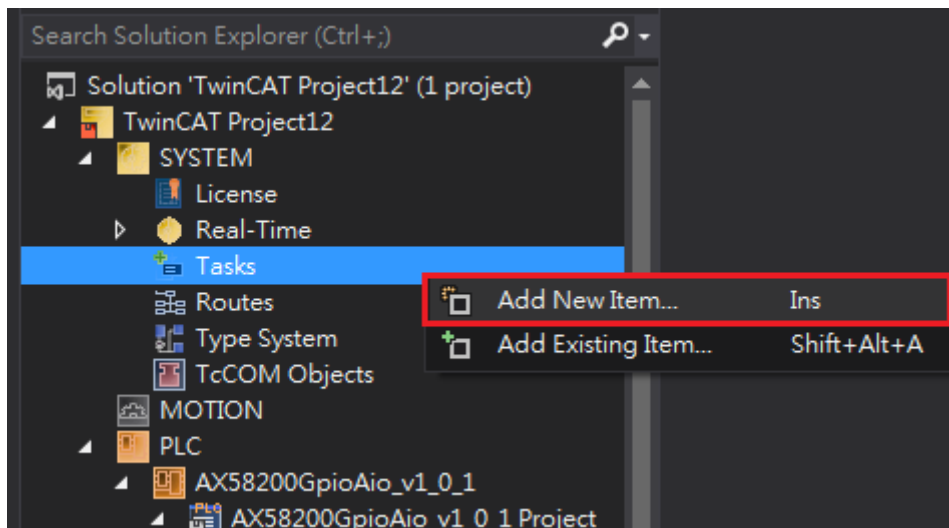 Search Solution Explorer (Ctrl+;)
Solution 'TwinCAT Project12' (1 project)
TwinCAT Project12
SYSTEM
License
Real-Time
Tasks
Add New Item... Ins
Routes
Add Existing Item... Shift+Alt+A
Type System
TcCOM Objects
MOTION
PLC
AX58200GpioAio_v1_0_1
AX58200GpioAio_v1_0_1 Project